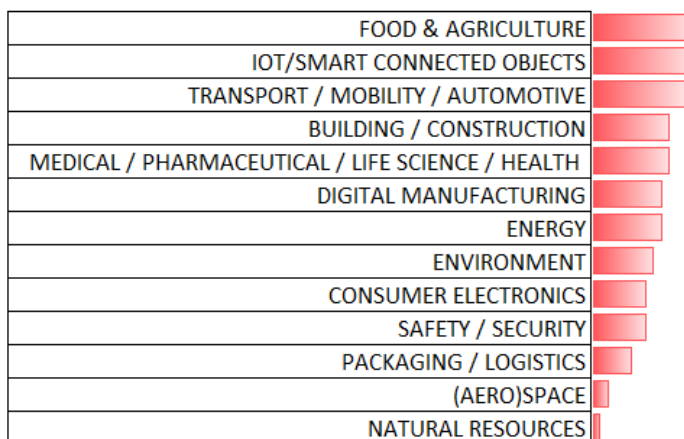 FOOD & AGRICULTURE
IOT/SMART CONNECTED OBJECTS
TRANSPORT / MOBILITY / AUTOMOTIVE
BUILDING / CONSTRUCTION
MEDICAL / PHARMACEUTICAL / LIFE SCIENCE / HEALTH
DIGITAL MANUFACTURING
ENERGY
ENVIRONMENT
CONSUMER ELECTRONICS
SAFETY / SECURITY
PACKAGING / LOGISTICS
(AERO)SPACE
NATURAL RESOURCES